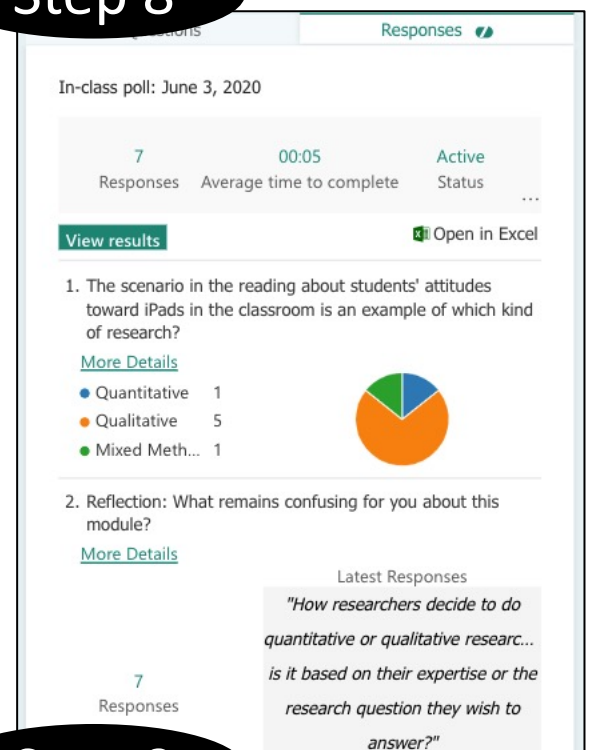 Step 8
Responses
In-class poll: June 3, 2020
7 00:05 Active
Responses Average time to complete Status
...
View results Open in Excel
1. The scenario in the reading about students' attitudes
toward iPads in the classroom is an example of which kind
of research?
More Details
Quantitative 1
Qualitative 5
Mixed Meth... 1
2. Reflection: What remains confusing for you about this
module?
More Details
Latest Responses
"How researchers decide to do
quantitative or qualitative researc...
is it based on their expertise or the
research question they wish to
answer?"
7
Responses